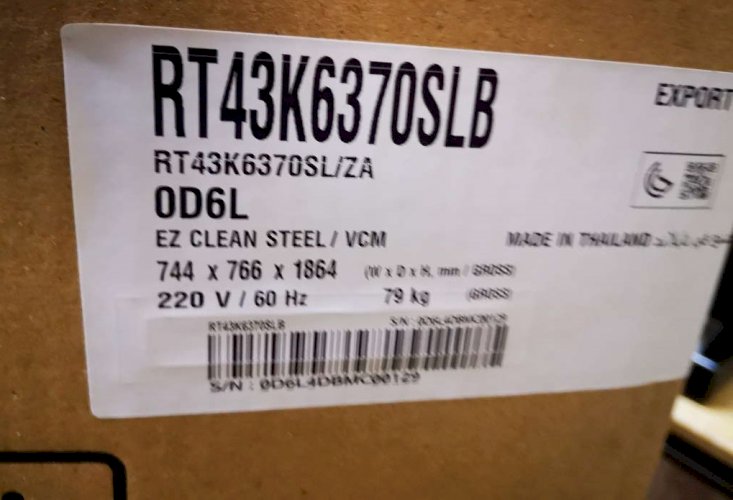 RT43K6370SLB
EXPORT
RT43K6370SL/ZA
0D6L
EZ CLEAN STEEL / VCM
MADE IN THAILAND
744 x 766 x 1864 (W x D x H, mm / GROSS)
220 V / 60 Hz 79 kg (GROSS)
RT43K6370SLB S/N : 0D6L4DBMC00129
S/N : 0D6L4DBMC00129